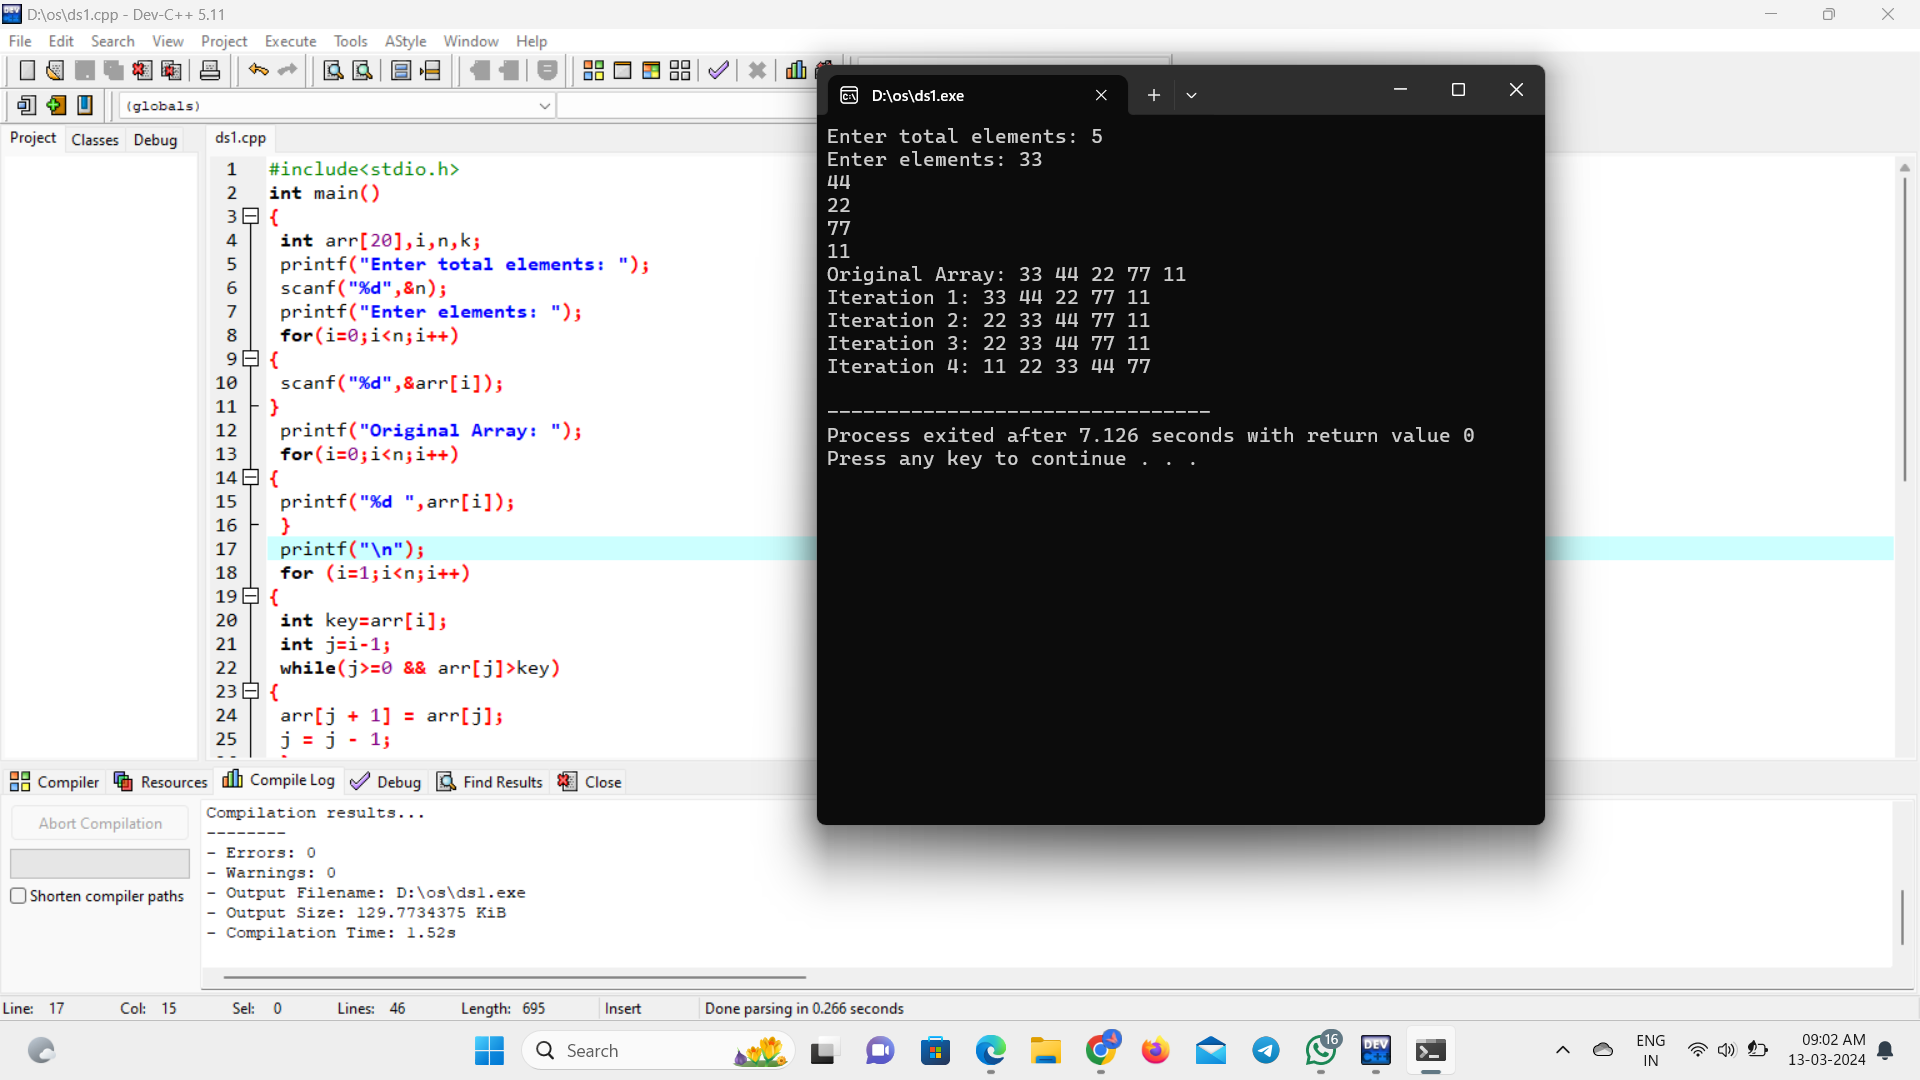 D:\os\ds1.cpp - Dev-C++ 5.11
File Edit Search View Project Execute Tools AStyle Window Help
(globals)
Project Classes Debug
ds1.cpp
1 #include<stdio.h>
2 int main()
3 {
4 int arr[20],i,n,k;
5 printf("Enter total elements: ");
6 scanf("%d",&n);
7 printf("Enter elements: ");
8 for(i=0;i<n;i++)
9 {
10 scanf("%d",&arr[i]);
11 }
12 printf("Original Array: ");
13 for(i=0;i<n;i++)
14 {
15 printf("%d ",arr[i]);
16 }
17 printf("\n");
18 for (i=1;i<n;i++)
19 {
20 int key=arr[i];
21 int j=i-1;
22 while(j>=0 && arr[j]>key)
23 {
24 arr[j + 1] = arr[j];
25 j = j - 1;
D:\os\ds1.exe
Enter total elements: 5
Enter elements: 33
44
22
77
11
Original Array: 33 44 22 77 11
Iteration 1: 33 44 22 77 11
Iteration 2: 22 33 44 77 11
Iteration 3: 22 33 44 77 11
Iteration 4: 11 22 33 44 77
--------------------------------
Process exited after 7.126 seconds with return value 0
Press any key to continue . . .
Compiler Resources Compile Log Debug Find Results Close
Abort Compilation
Shorten compiler paths
Compilation results...
--------
- Errors: 0
- Warnings: 0
- Output Filename: D:\os\ds1.exe
- Output Size: 129.7734375 KiB
- Compilation Time: 1.52s
Line: 17 Col: 15 Sel: 0 Lines: 46 Length: 695 Insert Done parsing in 0.266 seconds
Search
16
DEV
C++
ENG
IN
09:02 AM
13-03-2024